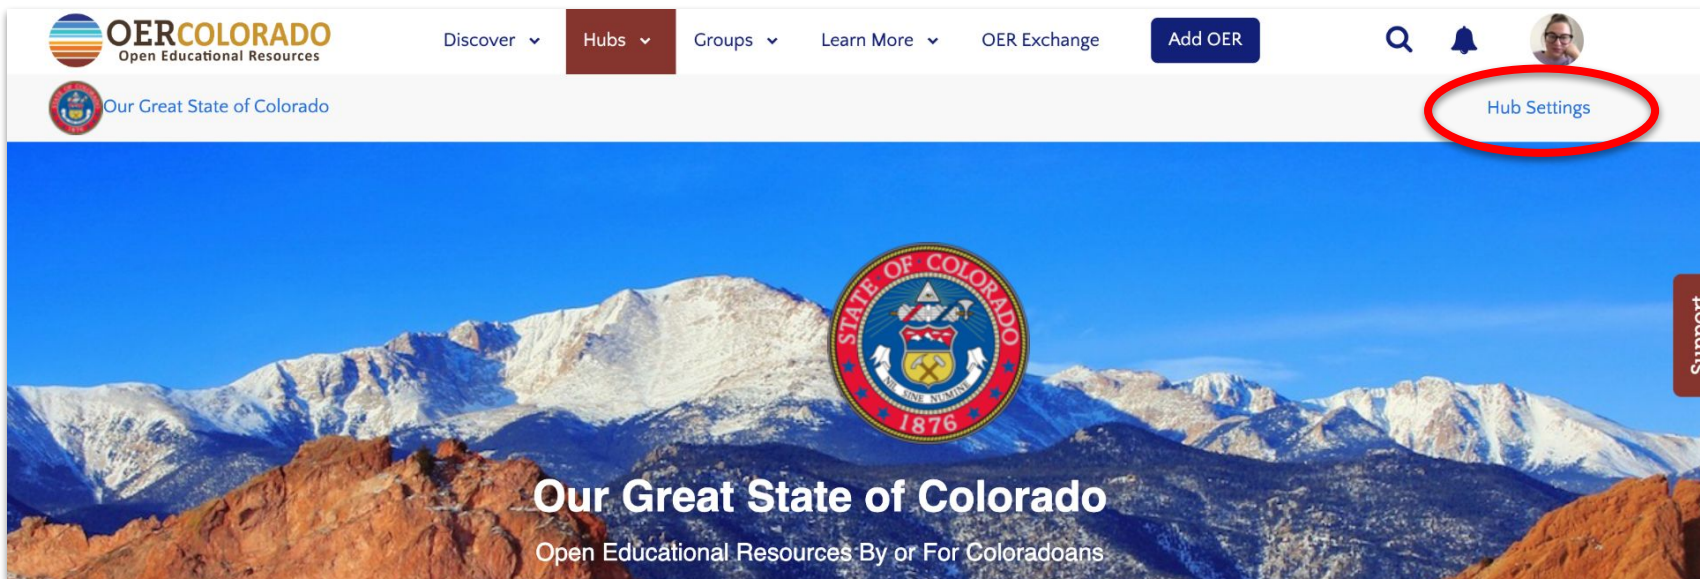 OERCOLORADO
Open Educational Resources
Discover
Hubs
Groups
Learn More
OER Exchange
Add OER
Our Great State of Colorado
Hub Settings
STATE OF COLORADO
NIL SINE NUMINE
1876
Support
Our Great State of Colorado
Open Educational Resources By or For Coloradoans